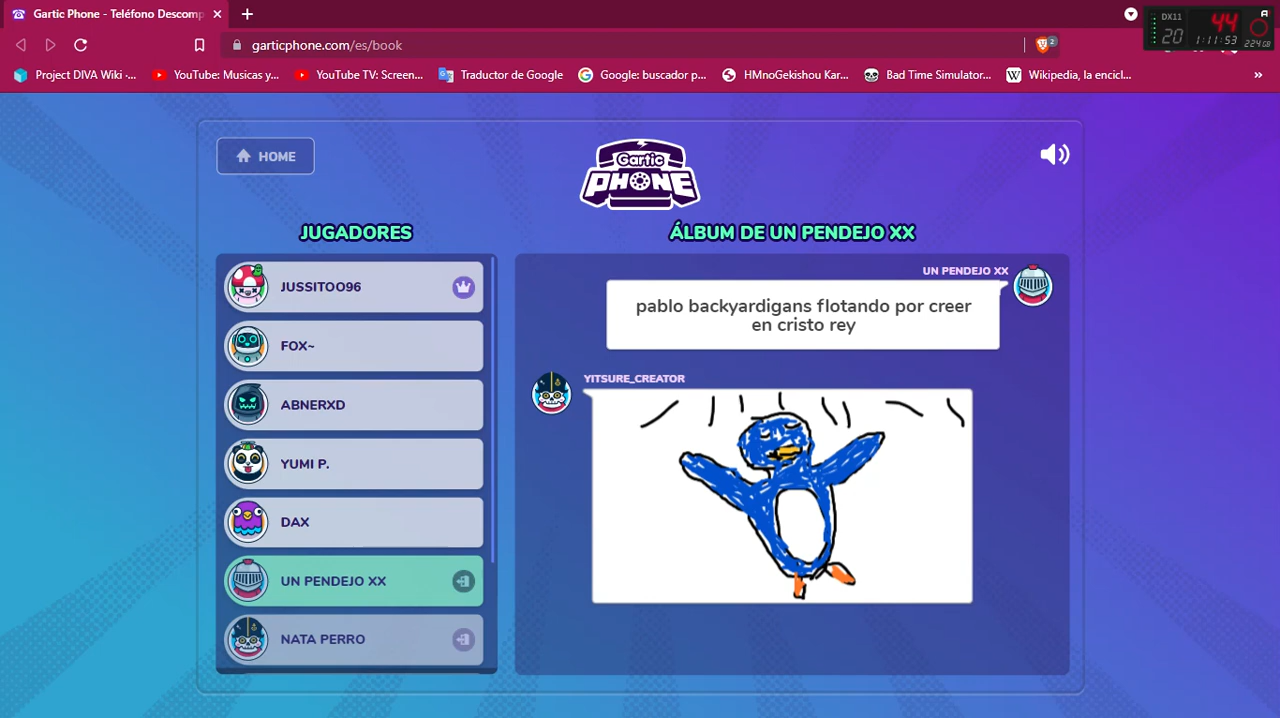 Gartic Phone - Teléfono Descomp
garticphone.com/es/book
2
DX11
20
44
1:11:53
224GB
Project DIVA Wiki -...
YouTube: Musicas y...
YouTube TV: Screen...
Traductor de Google
Google: buscador p...
HMnoGekishou Kar...
Bad Time Simulator...
Wikipedia, la encicl...
»
HOME
Gartic
PHONE
JUGADORES
JUSSITOO96
FOX~
ABNERXD
YUMI P.
DAX
UN PENDEJO XX
NATA PERRO
ÁLBUM DE UN PENDEJO XX
UN PENDEJO XX
pablo backyardigans flotando por creer
en cristo rey
YITSURE_CREATOR